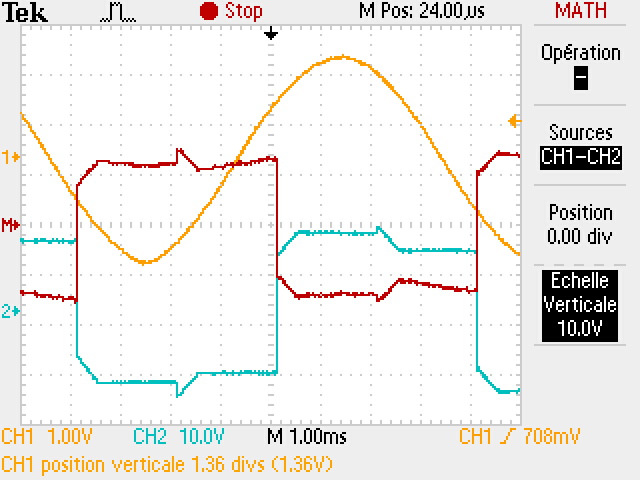 Tek Stop M Pos: 24.00µs MATH
Opération
−
Sources
CH1-CH2
Position
0.00 div
Echelle
Verticale
10.0V
1
M
2
CH1 1.00V CH2 10.0V M 1.00ms CH1 708mV
CH1 position verticale 1.36 divs (1.36V)